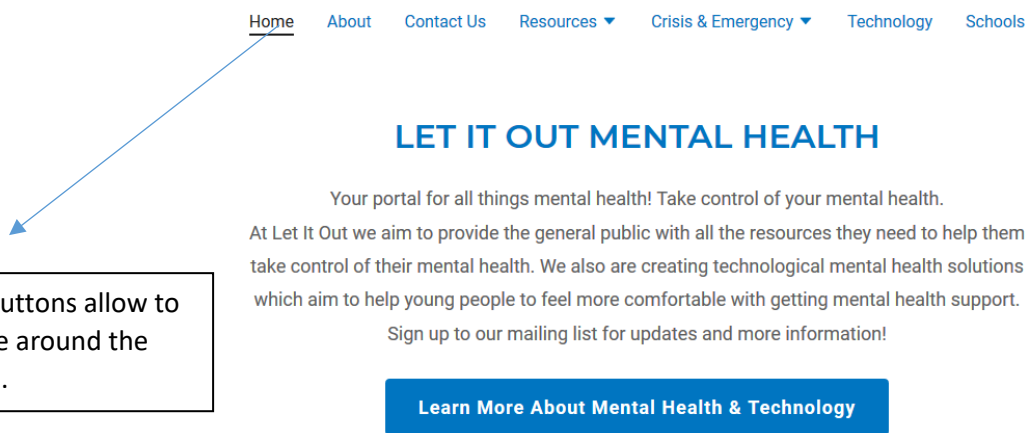 Home About Contact Us Resources Crisis & Emergency Technology Schools
LET IT OUT MENTAL HEALTH
Your portal for all things mental health! Take control of your mental health.
At Let It Out we aim to provide the general public with all the resources they need to help them
take control of their mental health. We also are creating technological mental health solutions
which aim to help young people to feel more comfortable with getting mental health support.
Sign up to our mailing list for updates and more information!
Learn More About Mental Health & Technology
allow to
around the
.